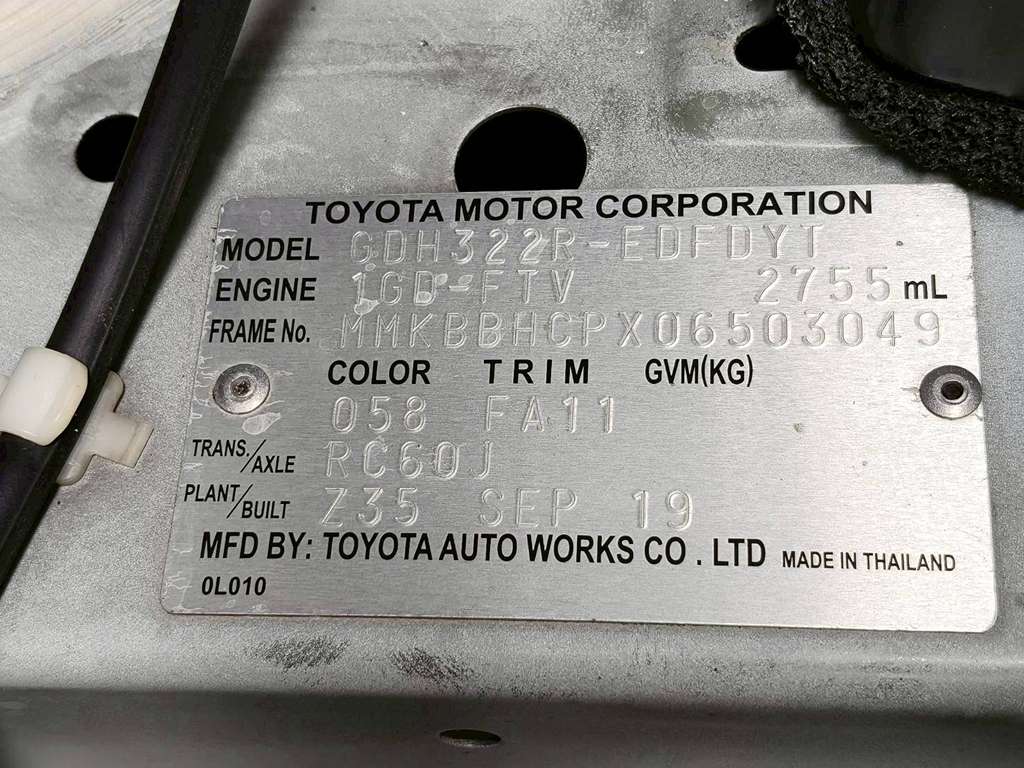 TOYOTA MOTOR CORPORATION
MODEL GDH322R-EDFDYT
ENGINE 1GD-FTV 2755 mL
FRAME No. MMKBBHCPX06503049
COLOR TRIM GVM(KG)
058 FA11
TRANS./AXLE RC60J
PLANT/BUILT Z35 SEP 19
MFD BY: TOYOTA AUTO WORKS CO . LTD MADE IN THAILAND
0L010